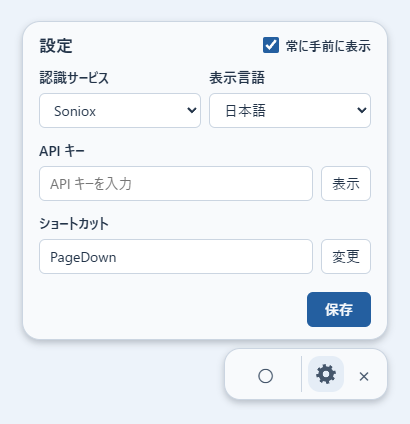 設定
常に手前に表示
認識サービス
表示言語
Soniox
日本語
API キー
API キーを入力
表示
ショートカット
PageDown
変更
保存